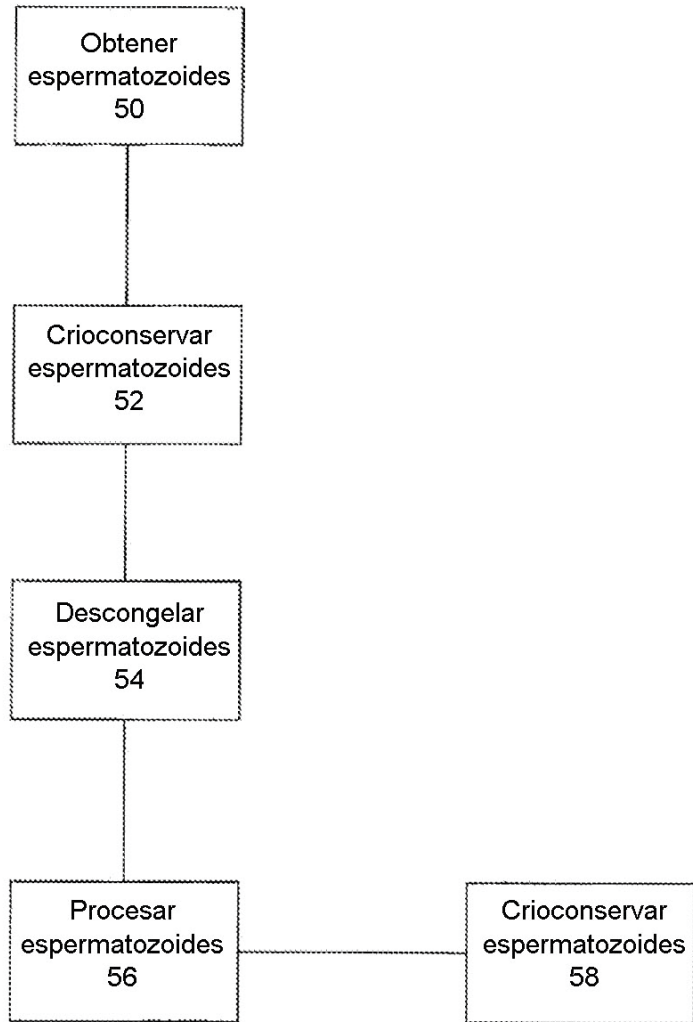 Obtener
espermatozoides
50
Crioconservar
espermatozoides
52
Descongelar
espermatozoides
54
Procesar
espermatozoides
56
Crioconservar
espermatozoides
58